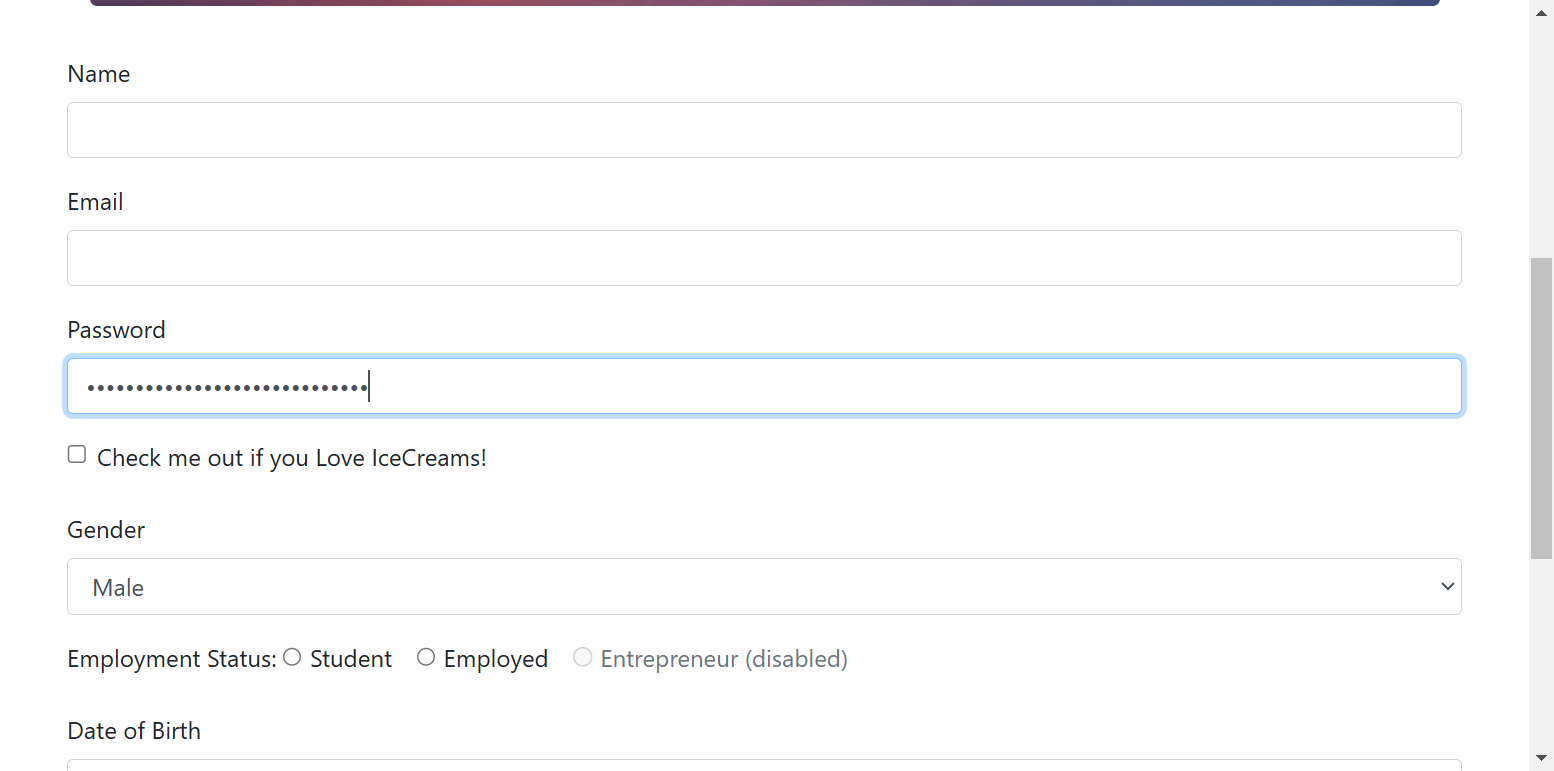 Name
Email
Password
•••••••••••••••••••••••••••••
Check me out if you Love IceCreams!
Gender
Male
Employment Status: Student Employed Entrepreneur (disabled)
Date of Birth